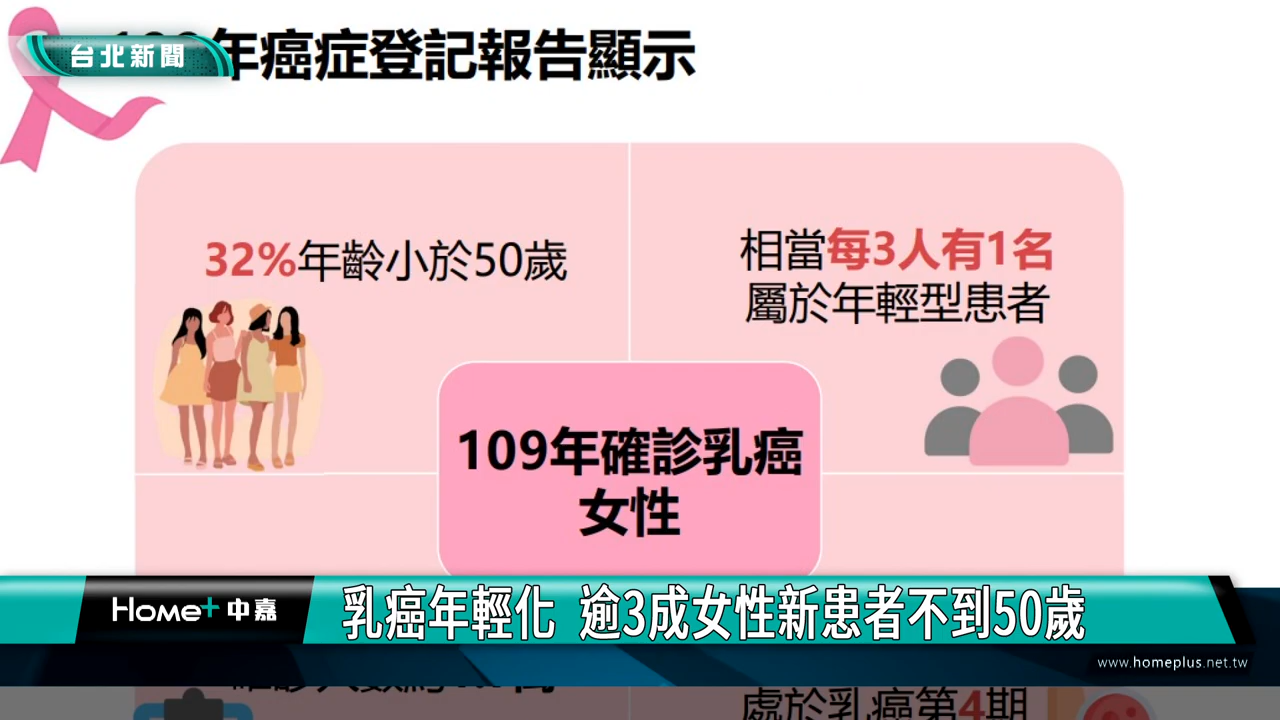 台北新聞
年癌症登記報告顯示
32%年齡小於50歲
相當每3人有1名
屬於年輕型患者
109年確診乳癌
女性
Home+中嘉
乳癌年輕化 逾3成女性新患者不到50歲
www.homeplus.net.tw
處於乳癌第4期